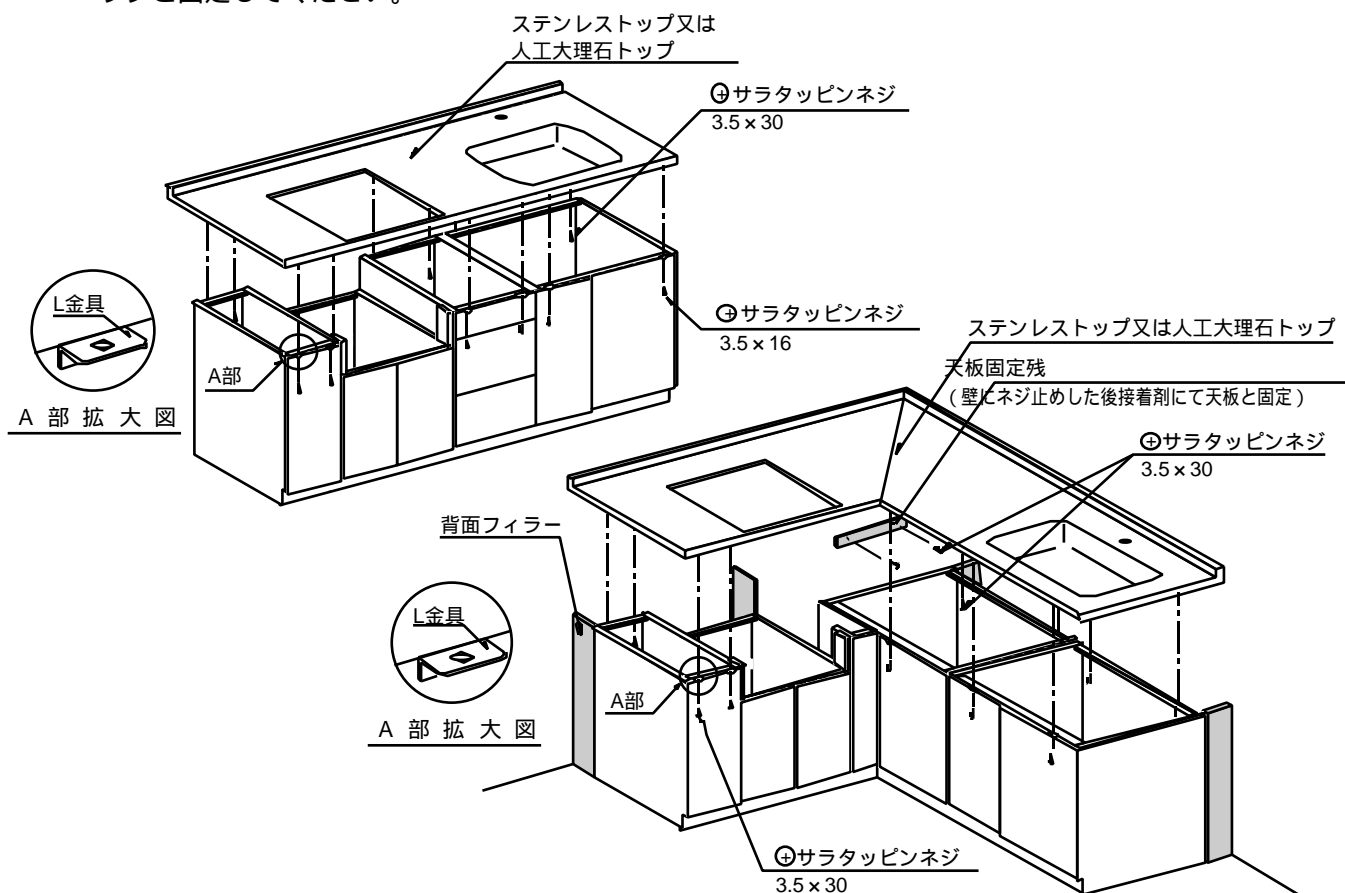 ステンレストップ又は
人工大理石トップ
⊕サラタッピンネジ
3.5×30
L金具
A部
A部拡大図
⊕サラタッピンネジ
3.5×16
ステンレストップ又は人工大理石トップ
天板固定残
(壁にネジ止めした後接着剤にて天板と固定)
⊕サラタッピンネジ
3.5×30
背面フィラー
L金具
A部
A部拡大図
⊕サラタッピンネジ
3.5×30